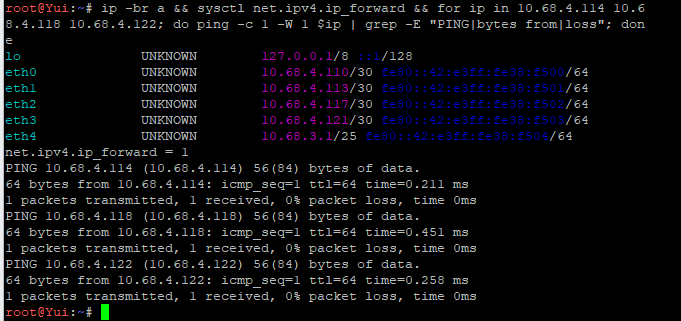 root@Yui:~# ip -br a && sysctl net.ipv4.ip_forward && for ip in 10.68.4.114 10.6
8.4.118 10.68.4.122; do ping -c 1 -W 1 $ip | grep -E "PING|bytes from|loss"; don
e
lo UNKNOWN 127.0.0.1/8 ::1/128
eth0 UNKNOWN 10.68.4.110/30 fe80::42:e3ff:fe38:f500/64
eth1 UNKNOWN 10.68.4.113/30 fe80::42:e3ff:fe38:f501/64
eth2 UNKNOWN 10.68.4.117/30 fe80::42:e3ff:fe38:f502/64
eth3 UNKNOWN 10.68.4.121/30 fe80::42:e3ff:fe38:f503/64
eth4 UNKNOWN 10.68.3.1/25 fe80::42:e3ff:fe38:f504/64
net.ipv4.ip_forward = 1
PING 10.68.4.114 (10.68.4.114) 56(84) bytes of data.
64 bytes from 10.68.4.114: icmp_seq=1 ttl=64 time=0.211 ms
1 packets transmitted, 1 received, 0% packet loss, time 0ms
PING 10.68.4.118 (10.68.4.118) 56(84) bytes of data.
64 bytes from 10.68.4.118: icmp_seq=1 ttl=64 time=0.451 ms
1 packets transmitted, 1 received, 0% packet loss, time 0ms
PING 10.68.4.122 (10.68.4.122) 56(84) bytes of data.
64 bytes from 10.68.4.122: icmp_seq=1 ttl=64 time=0.258 ms
1 packets transmitted, 1 received, 0% packet loss, time 0ms
root@Yui:~#